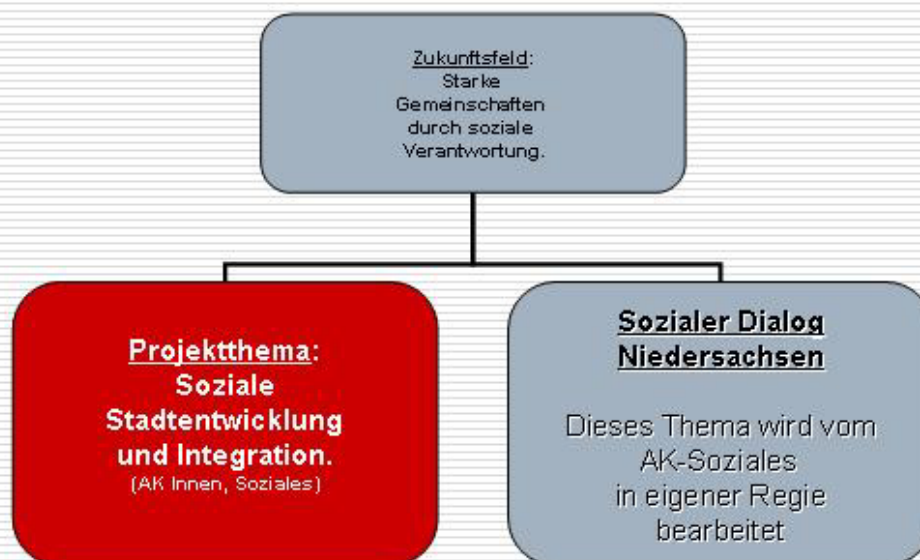 Zukunftsfeld:
Starke
Gemeinschaften
durch soziale
Verantwortung.
Projektthema:
Soziale
Stadtentwicklung
und Integration.
(AK Innen, Soziales)
Sozialer Dialog
Niedersachsen
Dieses Thema wird vom
AK-Soziales
in eigener Regie
bearbeitet